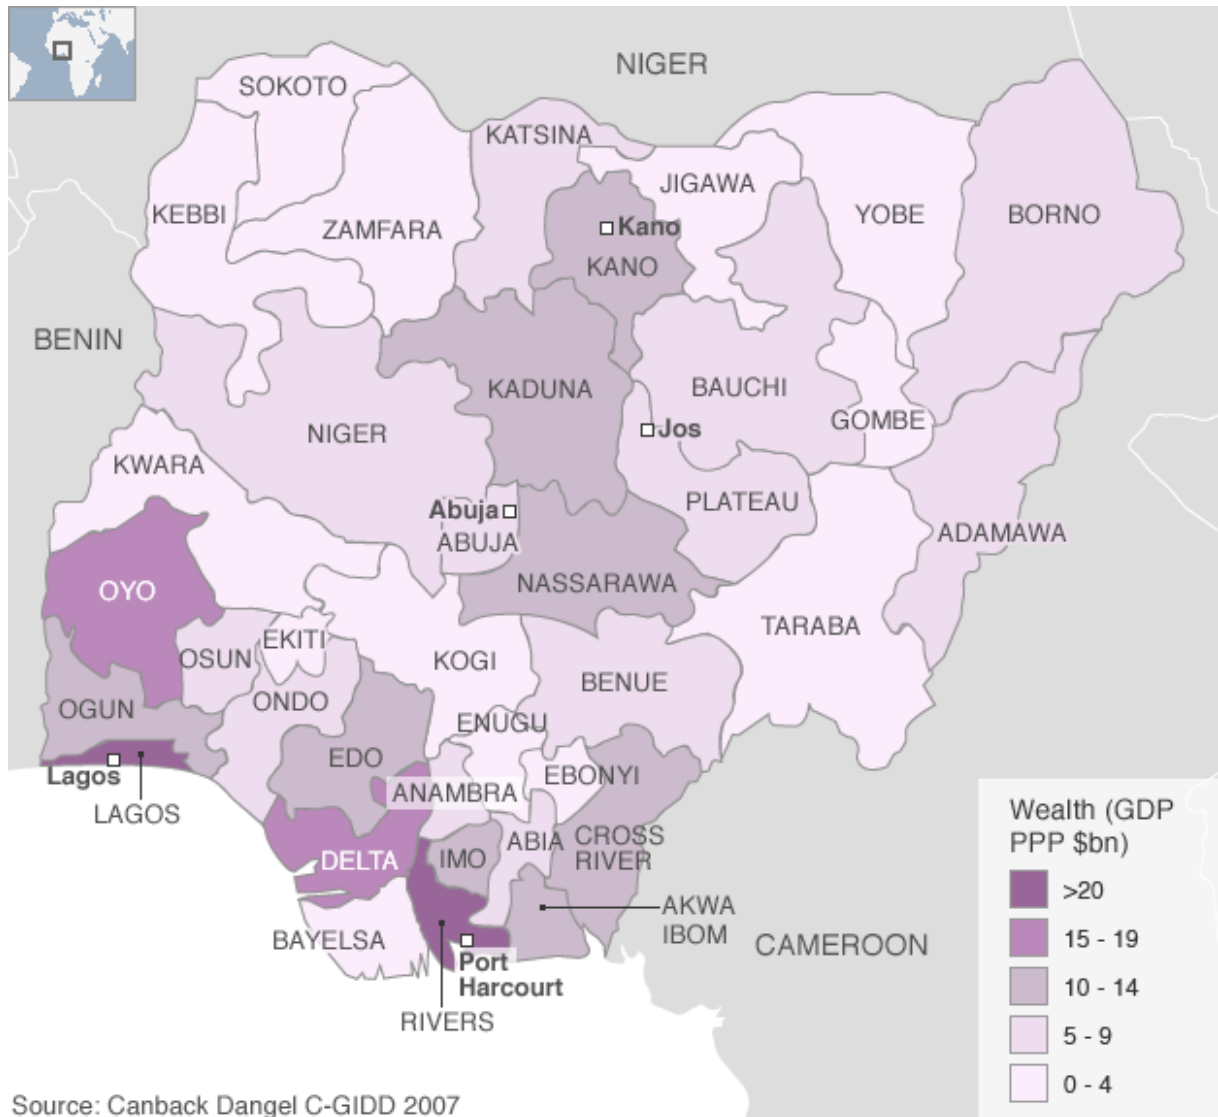 NIGER
SOKOTO
KATSINA
JIGAWA
KEBBI
ZAMFARA
YOBE
BORNO
Kano
KANO
BENIN
KADUNA
BAUCHI
GOMBE
NIGER
Jos
KWARA
PLATEAU
Abuja
ABUJA
ADAMAWA
NASSARAWA
OYO
TARABA
EKITI
OSUN
KOGI
BENUE
ONDO
OGUN
ENUGU
EDO
EBONYI
Lagos
ANAMBRA
LAGOS
ABIA
CROSS
RIVER
DELTA
IMO
AKWA
IBOM
BAYELSA
CAMEROON
Port
Harcourt
RIVERS
Wealth (GDP
PPP $bn)
>20
15 - 19
10 - 14
5 - 9
0 - 4
Source: Canback Dangel C-GIDD 2007